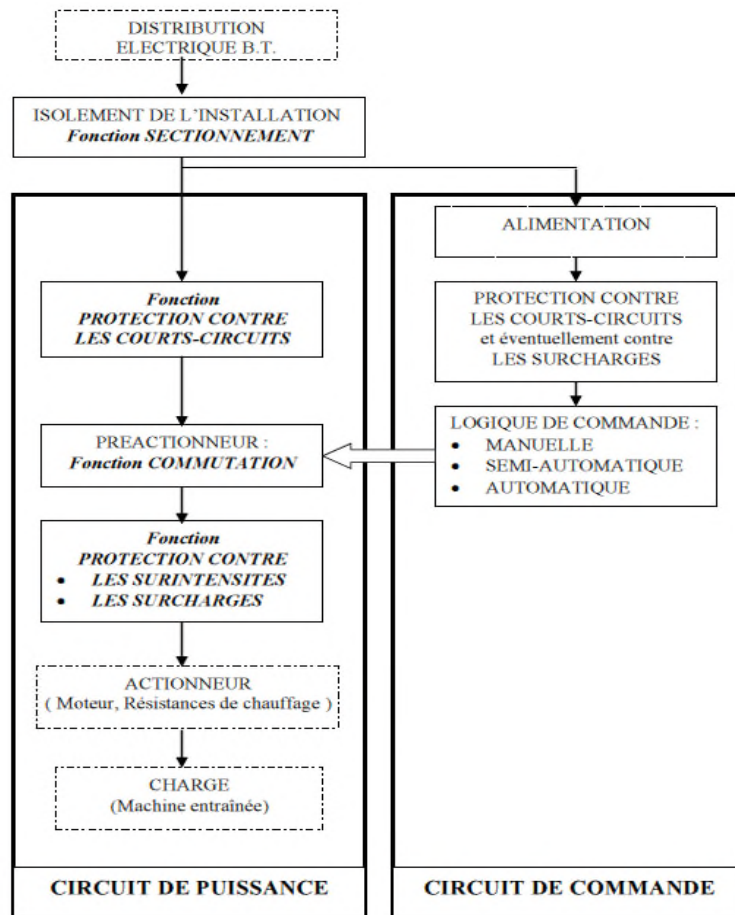 DISTRIBUTION
ELECTRIQUE B.T.
ISOLEMENT DE L'INSTALLATION
Fonction SECTIONNEMENT
Fonction
PROTECTION CONTRE
LES COURTS-CIRCUITS
PREACTIONNEUR :
Fonction COMMUTATION
Fonction
PROTECTION CONTRE
• LES SURINTENSITES
• LES SURCHARGES
ACTIONNEUR
( Moteur, Résistances de chauffage )
CHARGE
(Machine entraînée)
CIRCUIT DE PUISSANCE
ALIMENTATION
PROTECTION CONTRE
LES COURTS-CIRCUITS
et éventuellement contre
LES SURCHARGES
LOGIQUE DE COMMANDE :
• MANUELLE
• SEMI-AUTOMATIQUE
• AUTOMATIQUE
CIRCUIT DE COMMANDE